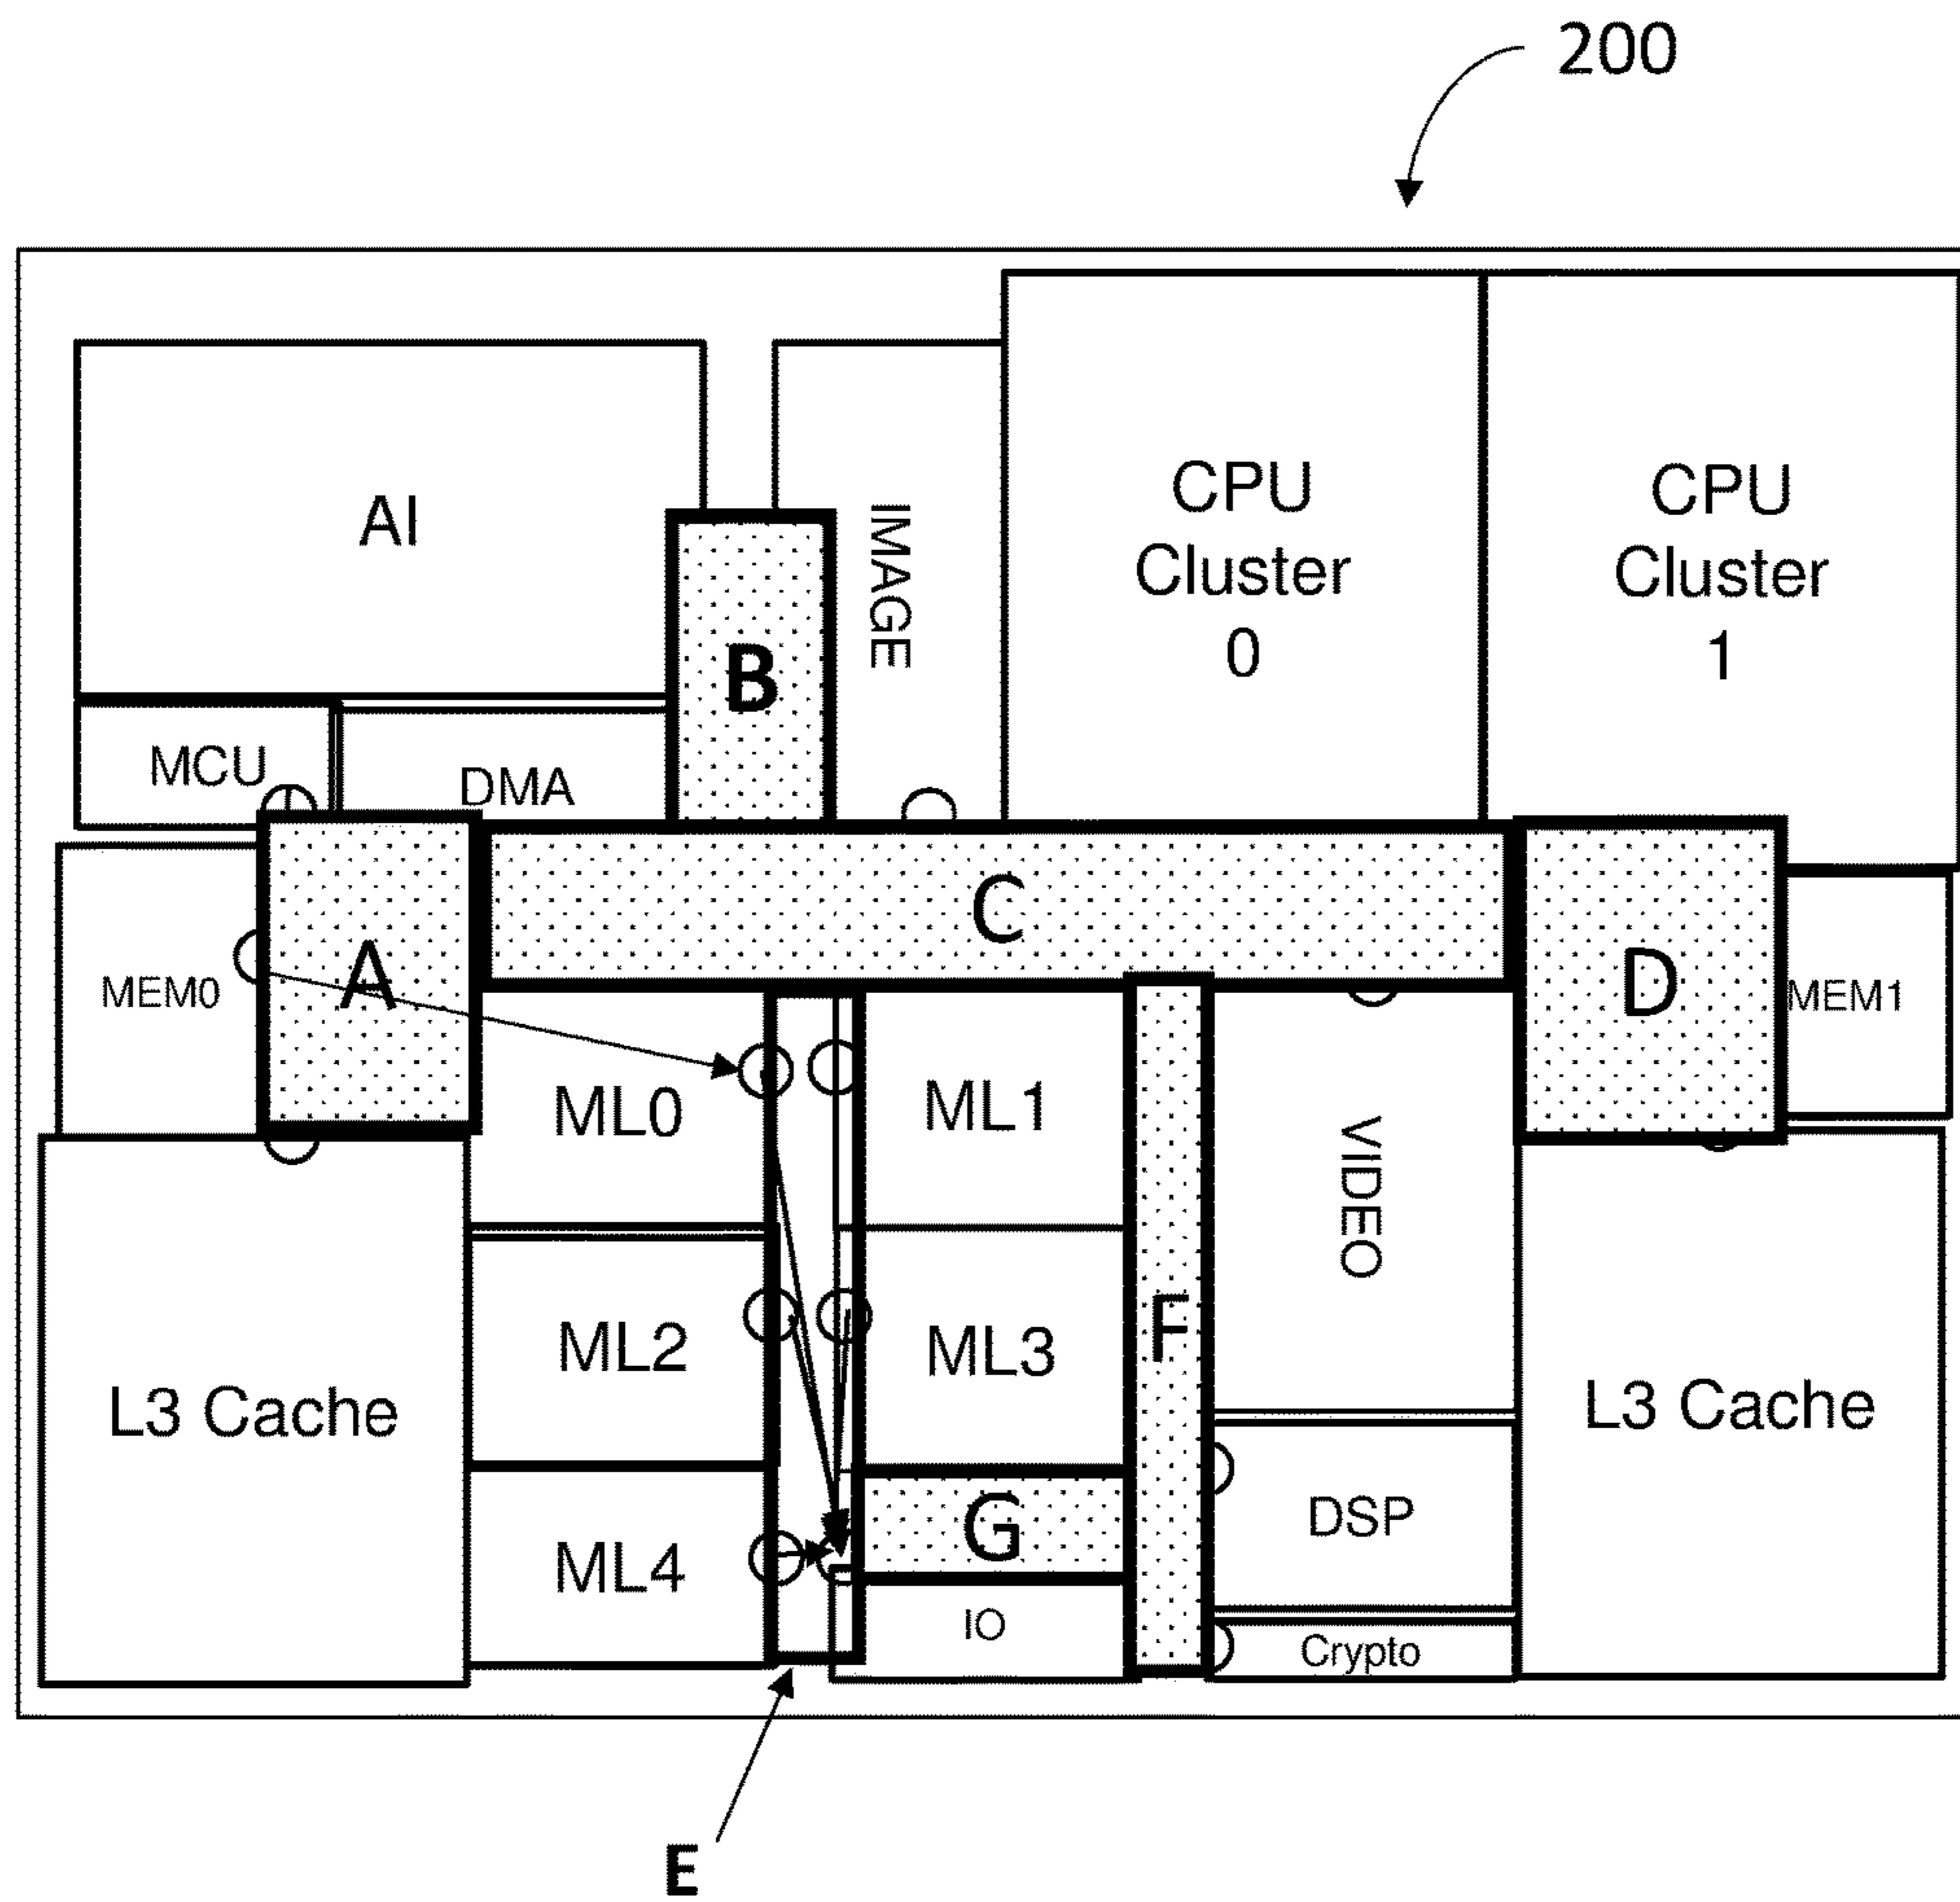 200
AI
IMAGE
CPU
Cluster
0
CPU
Cluster
1
B
MCU
DMA
C
A
D
MEM0
MEM1
ML0
ML1
VIDEO
F
ML2
ML3
L3 Cache
L3 Cache
G
DSP
ML4
IO
Crypto
E